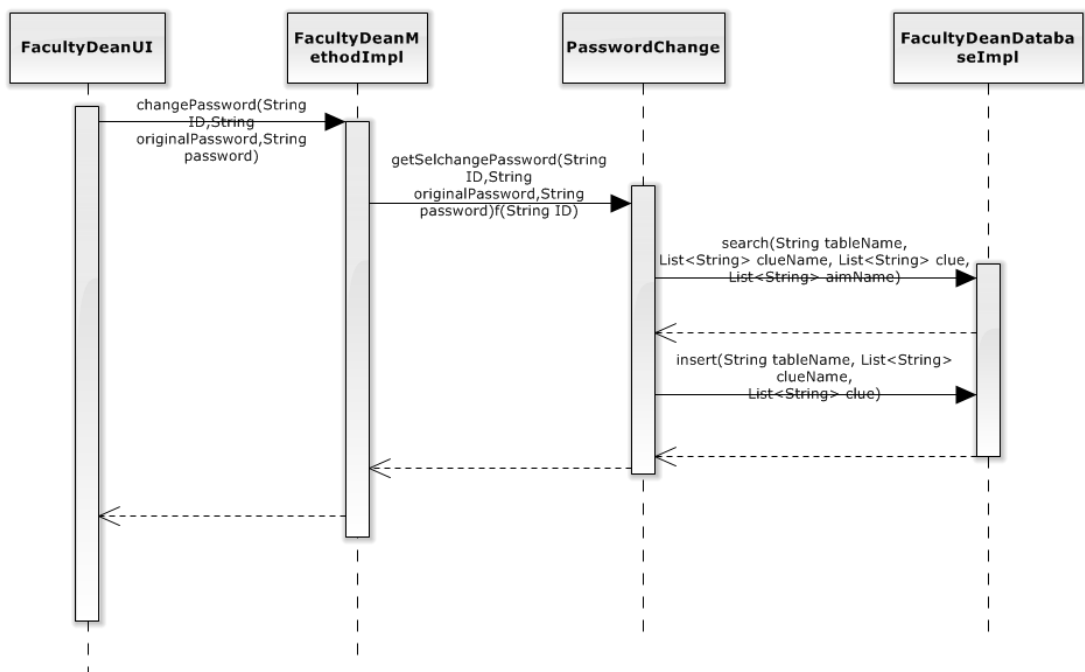 FacultyDeanUI
FacultyDeanM
ethodImpl
PasswordChange
FacultyDeanDataba
seImpl
changePassword(String
ID,String
originalPassword,String
password)
getSelchangePassword(String
ID,String
originalPassword,String
password)f(String ID)
search(String tableName,
List<String> clueName, List<String> clue,
List<String> aimName)
insert(String tableName, List<String>
clueName,
List<String> clue)